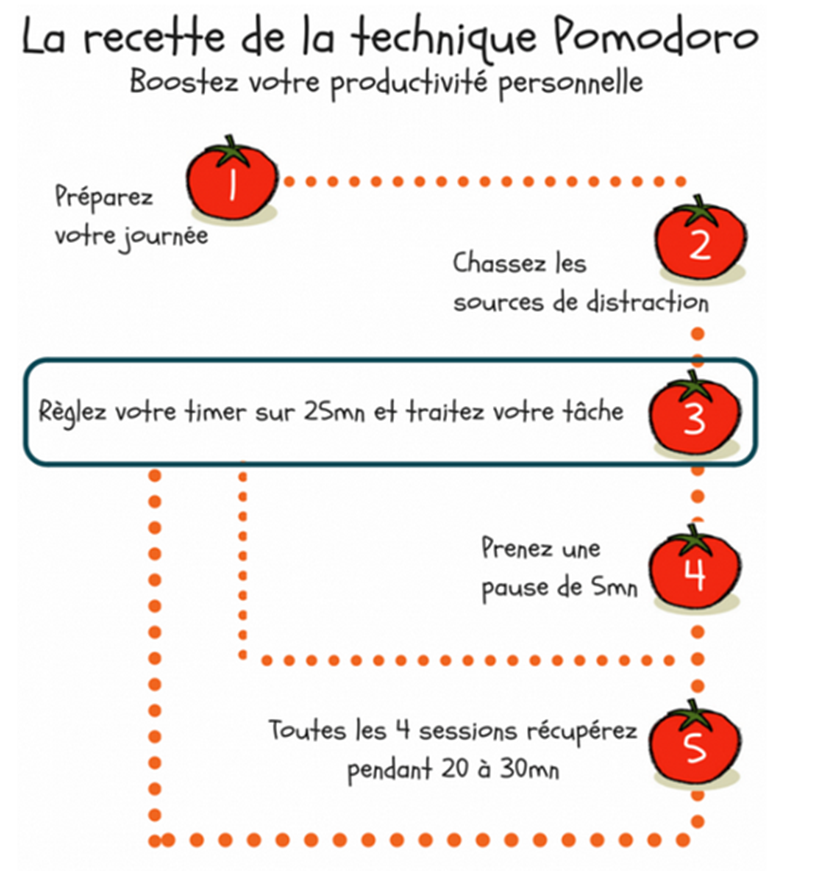 La recette de la technique Pomodoro
Boostez votre productivité personnelle
1
Préparez
votre journée
2
Chassez les
sources de distraction
Règlez votre timer sur 25mn et traitez votre tâche
3
Prenez une
pause de 5mn
4
Toutes les 4 sessions récupérez
pendant 20 à 30mn
5